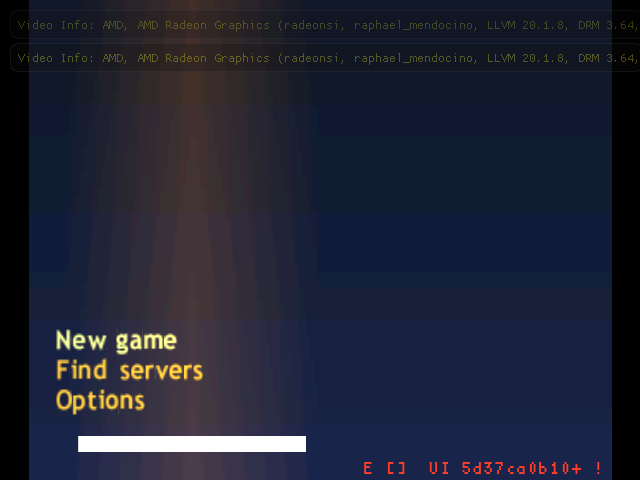 Video Info: AMD, AMD Radeon Graphics (radeonsi, raphael_mendocino, LLVM 20.1.8, DRM 3.64,
Video Info: AMD, AMD Radeon Graphics (radeonsi, raphael_mendocino, LLVM 20.1.8, DRM 3.64,
New game
Find servers
Options
E [] UI 5d37ca0b10+ !